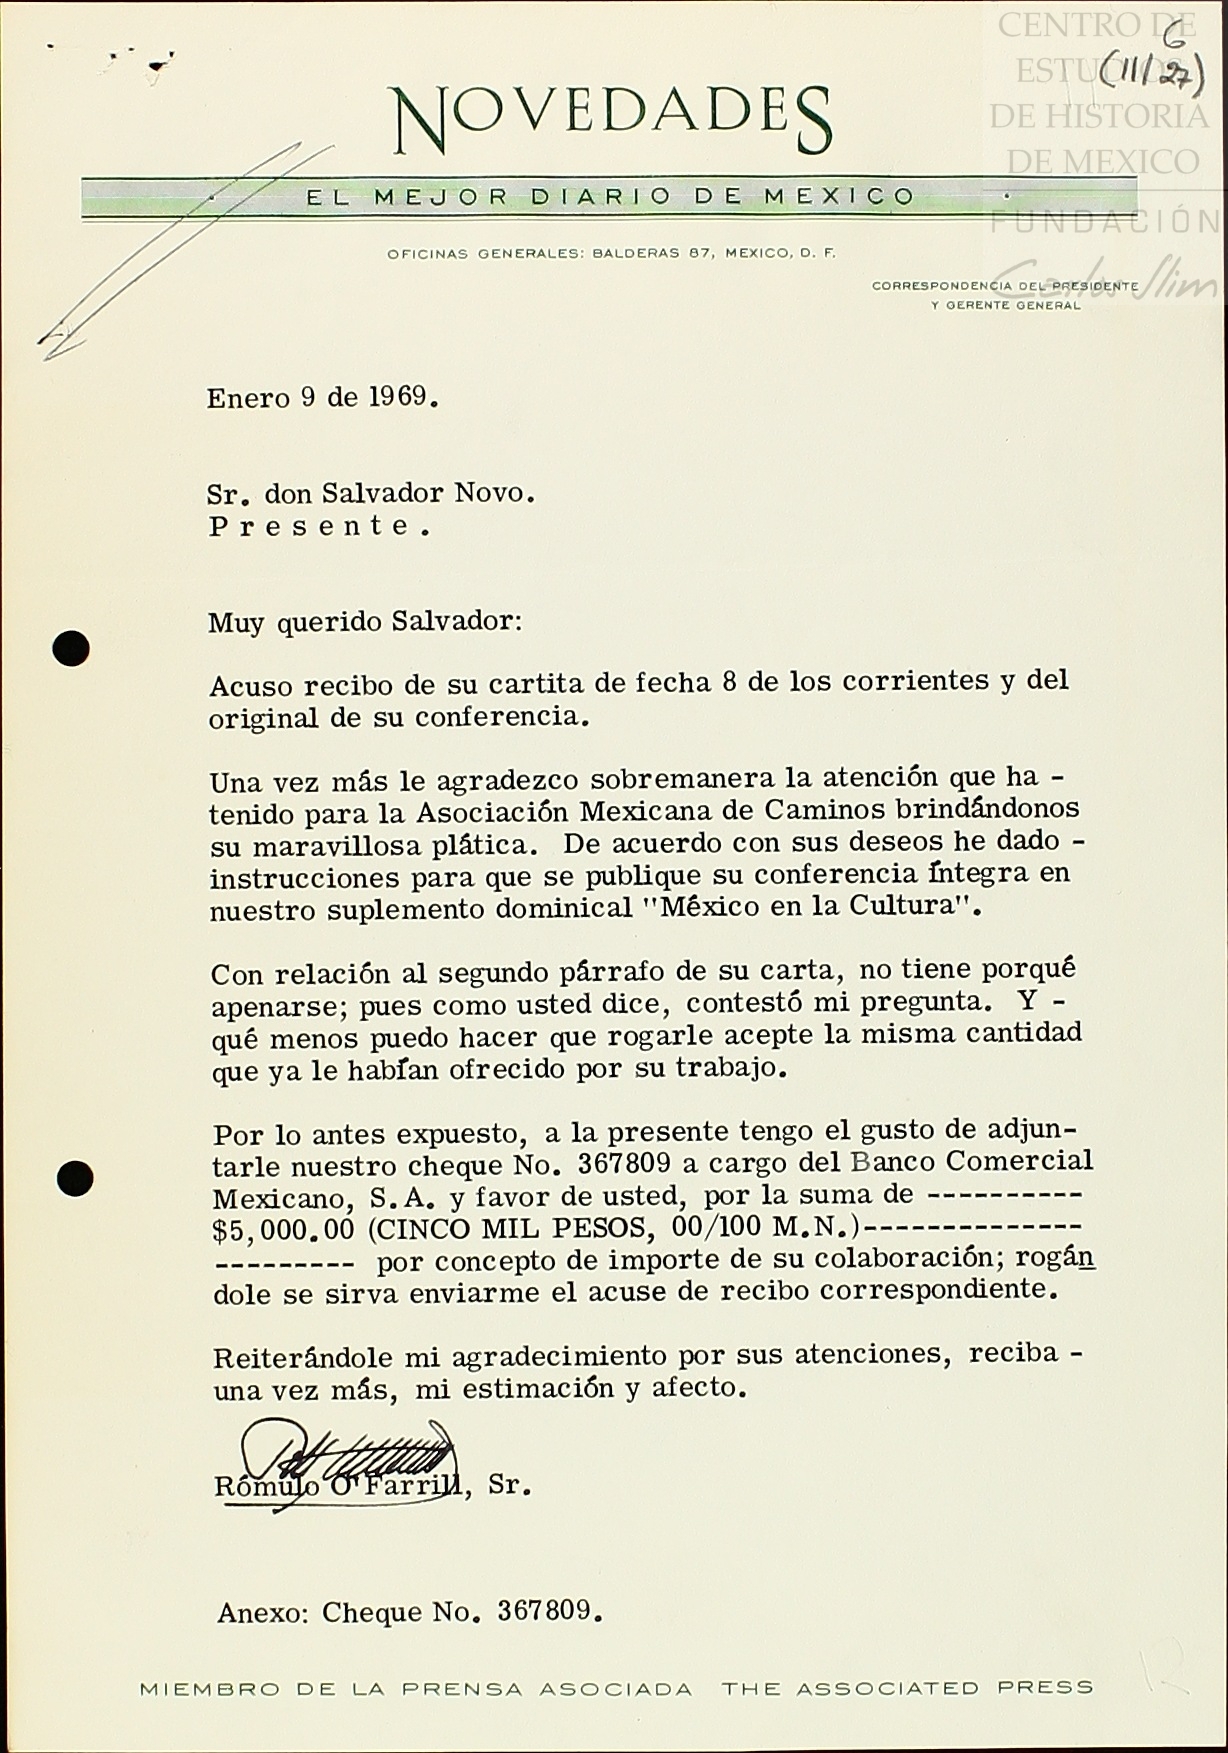 CENTRO DE
ESTUDIOS
DE HISTORIA
DE MEXICO
FUNDACIÓN
Carlos Slim
6
(11/27)
NOVEDADES
EL MEJOR DIARIO DE MEXICO
OFICINAS GENERALES: BALDERAS 87, MEXICO, D. F.
CORRESPONDENCIA DEL PRESIDENTE
Y GERENTE GENERAL
Enero 9 de 1969.
Sr. don Salvador Novo.
P r e s e n t e .
Muy querido Salvador:
Acuso recibo de su cartita de fecha 8 de los corrientes y del
original de su conferencia.
Una vez más le agradezco sobremanera la atención que ha -
tenido para la Asociación Mexicana de Caminos brindándonos
su maravillosa plática. De acuerdo con sus deseos he dado -
instrucciones para que se publique su conferencia íntegra en
nuestro suplemento dominical "México en la Cultura".
Con relación al segundo párrafo de su carta, no tiene porqué
apenarse; pues como usted dice, contestó mi pregunta. Y -
qué menos puedo hacer que rogarle acepte la misma cantidad
que ya le habían ofrecido por su trabajo.
Por lo antes expuesto, a la presente tengo el gusto de adjun-
tarle nuestro cheque No. 367809 a cargo del Banco Comercial
Mexicano, S.A. y favor de usted, por la suma de ----------
$5,000.00 (CINCO MIL PESOS, 00/100 M.N.)--------------
--------- por concepto de importe de su colaboración; rogán
dole se sirva enviarme el acuse de recibo correspondiente.
Reiterándole mi agradecimiento por sus atenciones, reciba -
una vez más, mi estimación y afecto.
Rómulo O'Farrill, Sr.
Anexo: Cheque No. 367809.
12
MIEMBRO DE LA PRENSA ASOCIADA THE ASSOCIATED PRESS